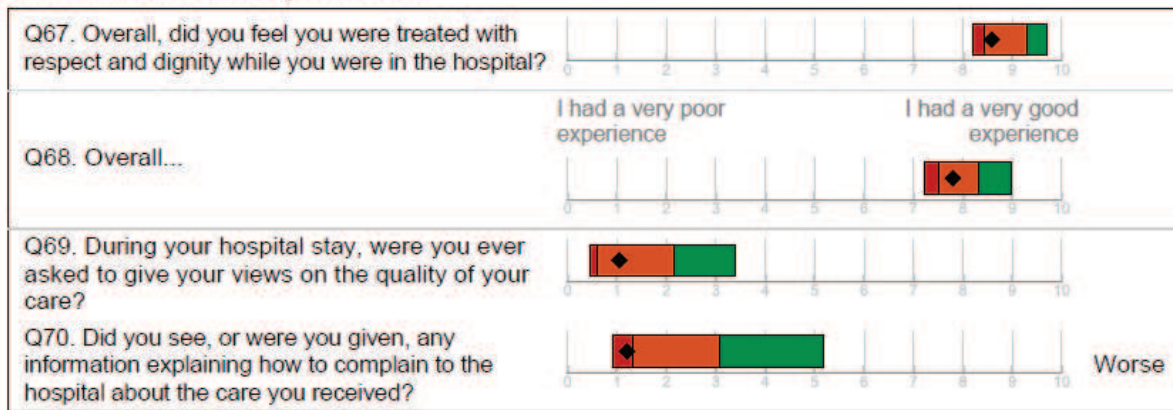 Q67. Overall, did you feel you were treated with
respect and dignity while you were in the hospital?
0 1 2 3 4 5 6 7 8 9 10
I had a very poor
experience
I had a very good
experience
Q68. Overall...
0 1 2 3 4 5 6 7 8 9 10
Q69. During your hospital stay, were you ever
asked to give your views on the quality of your
care?
0 1 2 3 4 5 6 7 8 9 10
Q70. Did you see, or were you given, any
information explaining how to complain to the
hospital about the care you received?
0 1 2 3 4 5 6 7 8 9 10
Worse